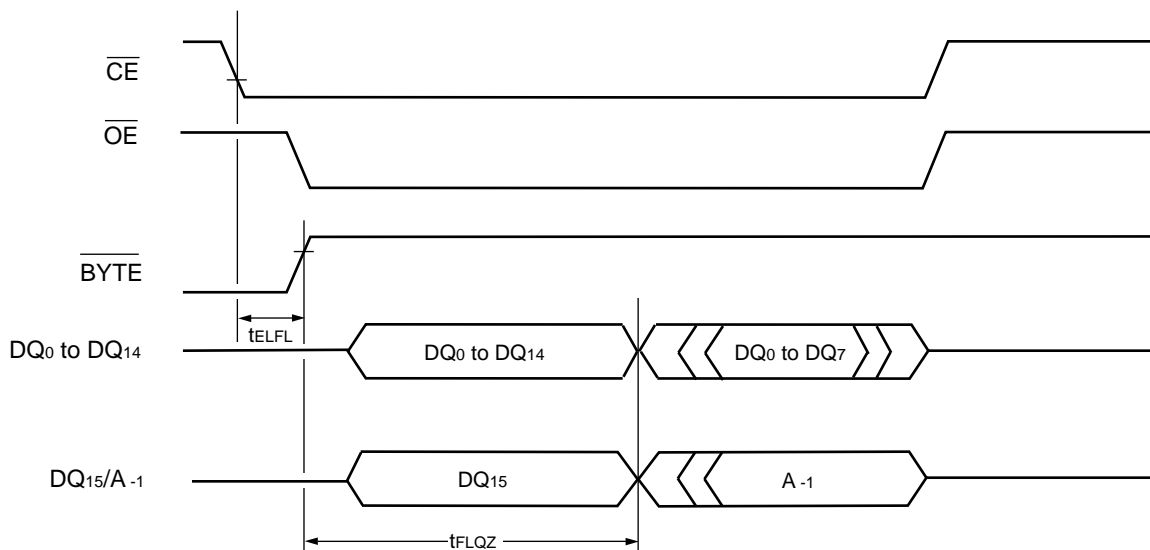 CE
OE
BYTE
tELFL
DQ0 to DQ14
DQ0 to DQ14
DQ0 to DQ7
DQ15/A -1
DQ15
A -1
tFLQZ